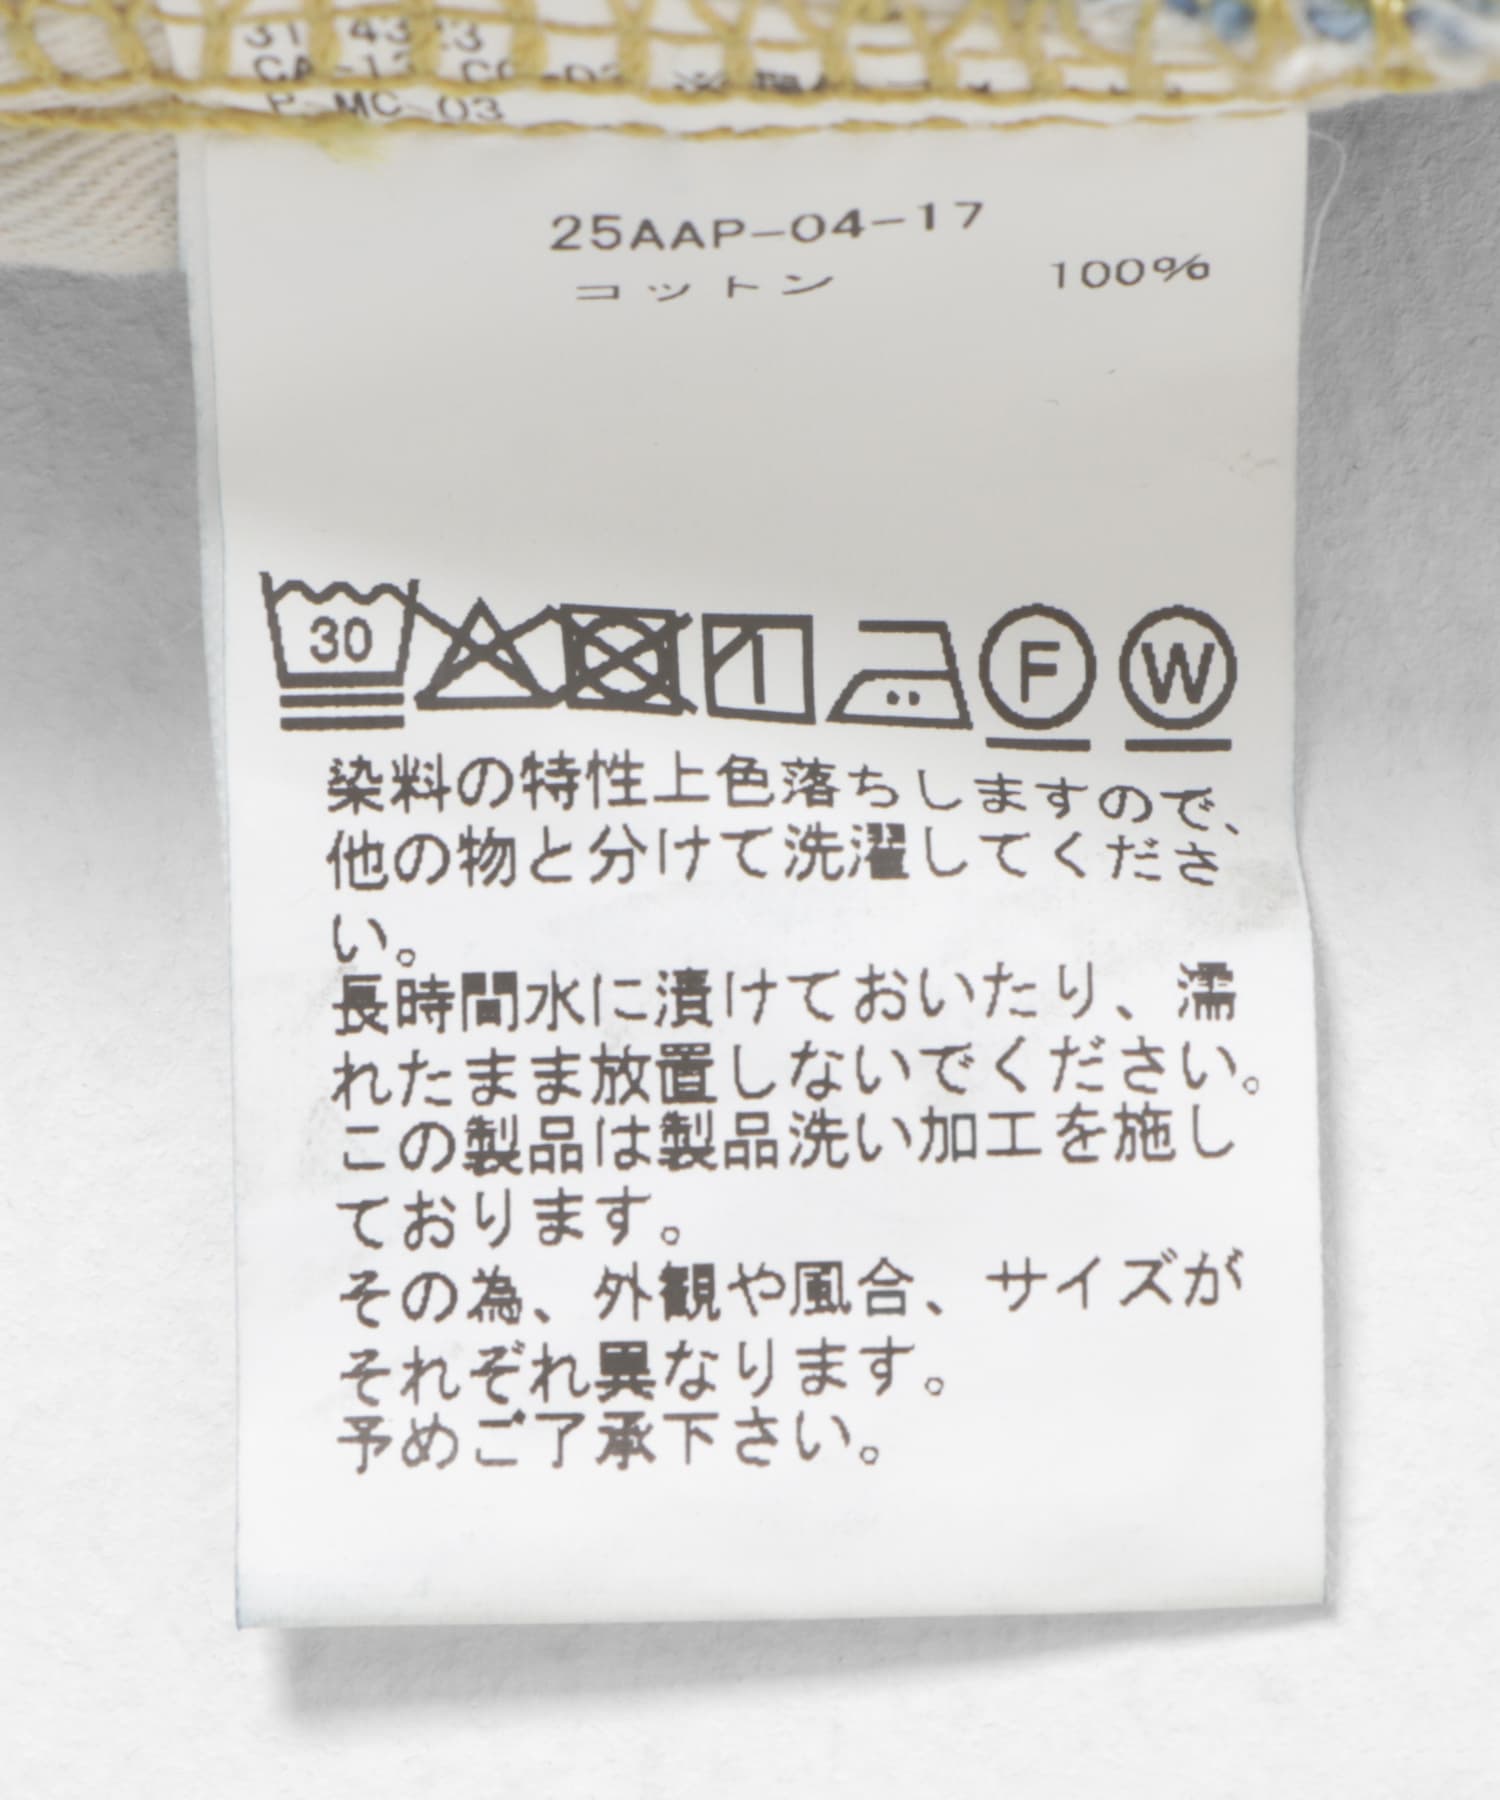 25AAP-04-17
コットン 100%
30 F W
染料の特性上色落ちしますので、
他の物と分けて洗濯してくださ
い。
長時間水に漬けておいたり、濡
れたまま放置しないでください。
この製品は製品洗い加工を施し
ております。
その為、外観や風合、サイズが
それぞれ異なります。
予めご了承下さい。